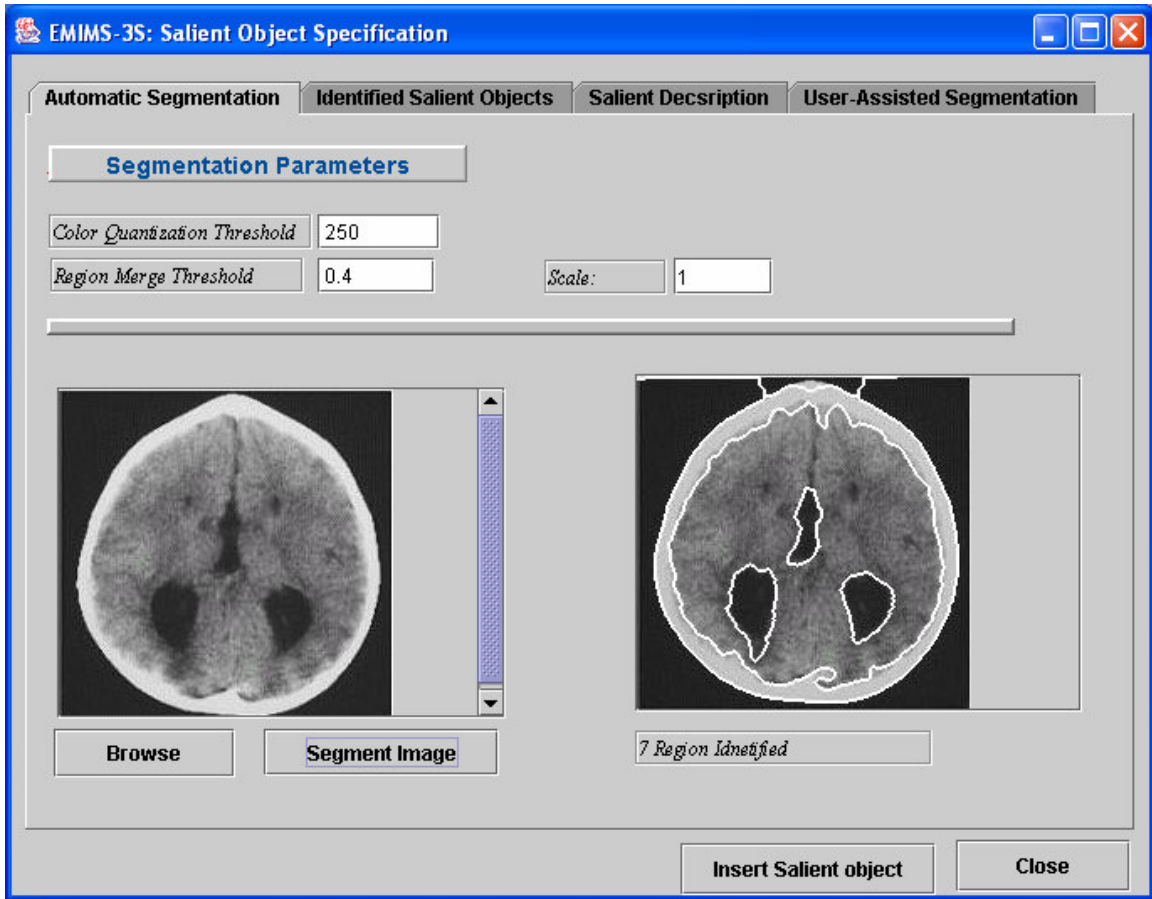 EMIMS-3S: Salient Object Specification
Automatic Segmentation
Identified Salient Objects
Salient Decsription
User-Assisted Segmentation
Segmentation Parameters
Color Quantization Threshold 250
Region Merge Threshold 0.4 Scale: 1
Browse
Segment Image
7 Region Idnetified
Insert Salient object
Close